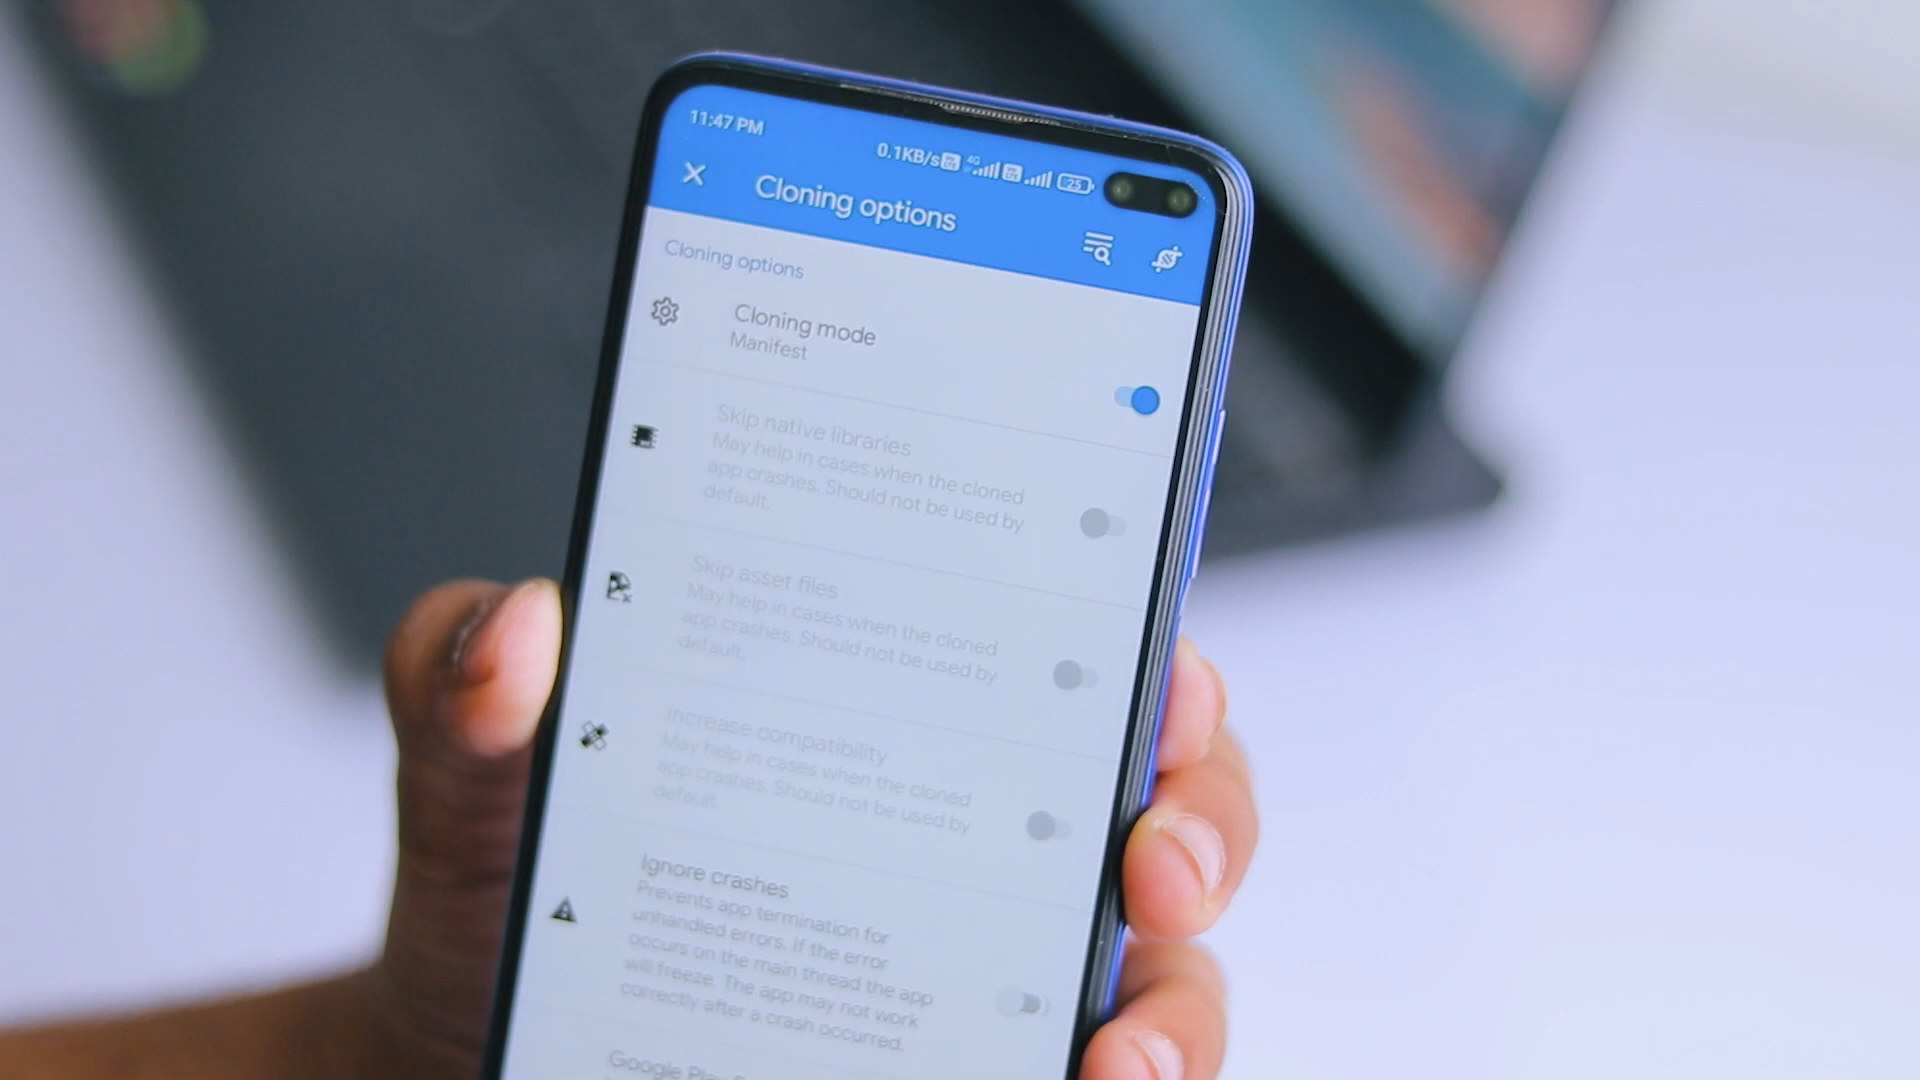 11:47 PM
0.1KB/s
4G
25
Cloning options
Cloning options
Cloning mode
Manifest
Skip native libraries
May help in cases when the cloned
app crashes. Should not be used by
default.
Skip asset files
May help in cases when the cloned
app crashes. Should not be used by
default.
Increase compatibility
May help in cases when the cloned
app crashes. Should not be used by
default.
Ignore crashes
Prevents app termination for
unhandled errors. If the error
occurs on the main thread the app
will freeze. The app may not work
correctly after a crash occurred.
Google Play